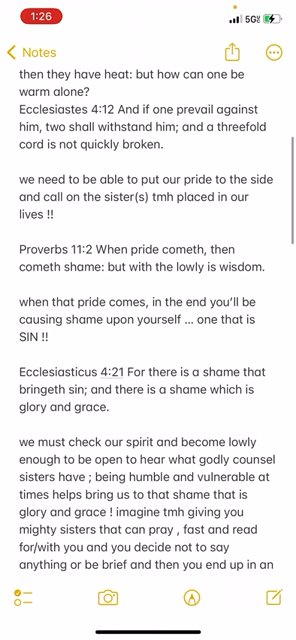 1:26
5G
Notes
then they have heat: but how can one be
warm alone?
Ecclesiastes 4:12 And if one prevail against
him, two shall withstand him; and a threefold
cord is not quickly broken.
we need to be able to put our pride to the side
and call on the sister(s) tmh placed in our
lives !!
Proverbs 11:2 When pride cometh, then
cometh shame: but with the lowly is wisdom.
when that pride comes, in the end you’ll be
causing shame upon yourself ... one that is
SIN !!
Ecclesiasticus 4:21 For there is a shame that
bringeth sin; and there is a shame which is
glory and grace.
we must check our spirit and become lowly
enough to be open to hear what godly counsel
sisters have ; being humble and vulnerable at
times helps bring us to that shame that is
glory and grace ! imagine tmh giving you
mighty sisters that can pray , fast and read
for/with you and you decide not to say
anything or be brief and then you end up in an